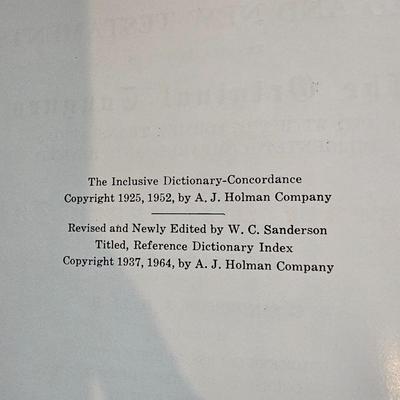 The Inclusive Dictionary-Concordance
Copyright 1925, 1952, by A. J. Holman Company
Revised and Newly Edited by W. C. Sanderson
Titled, Reference Dictionary Index
Copyright 1937, 1964, by A. J. Holman Company